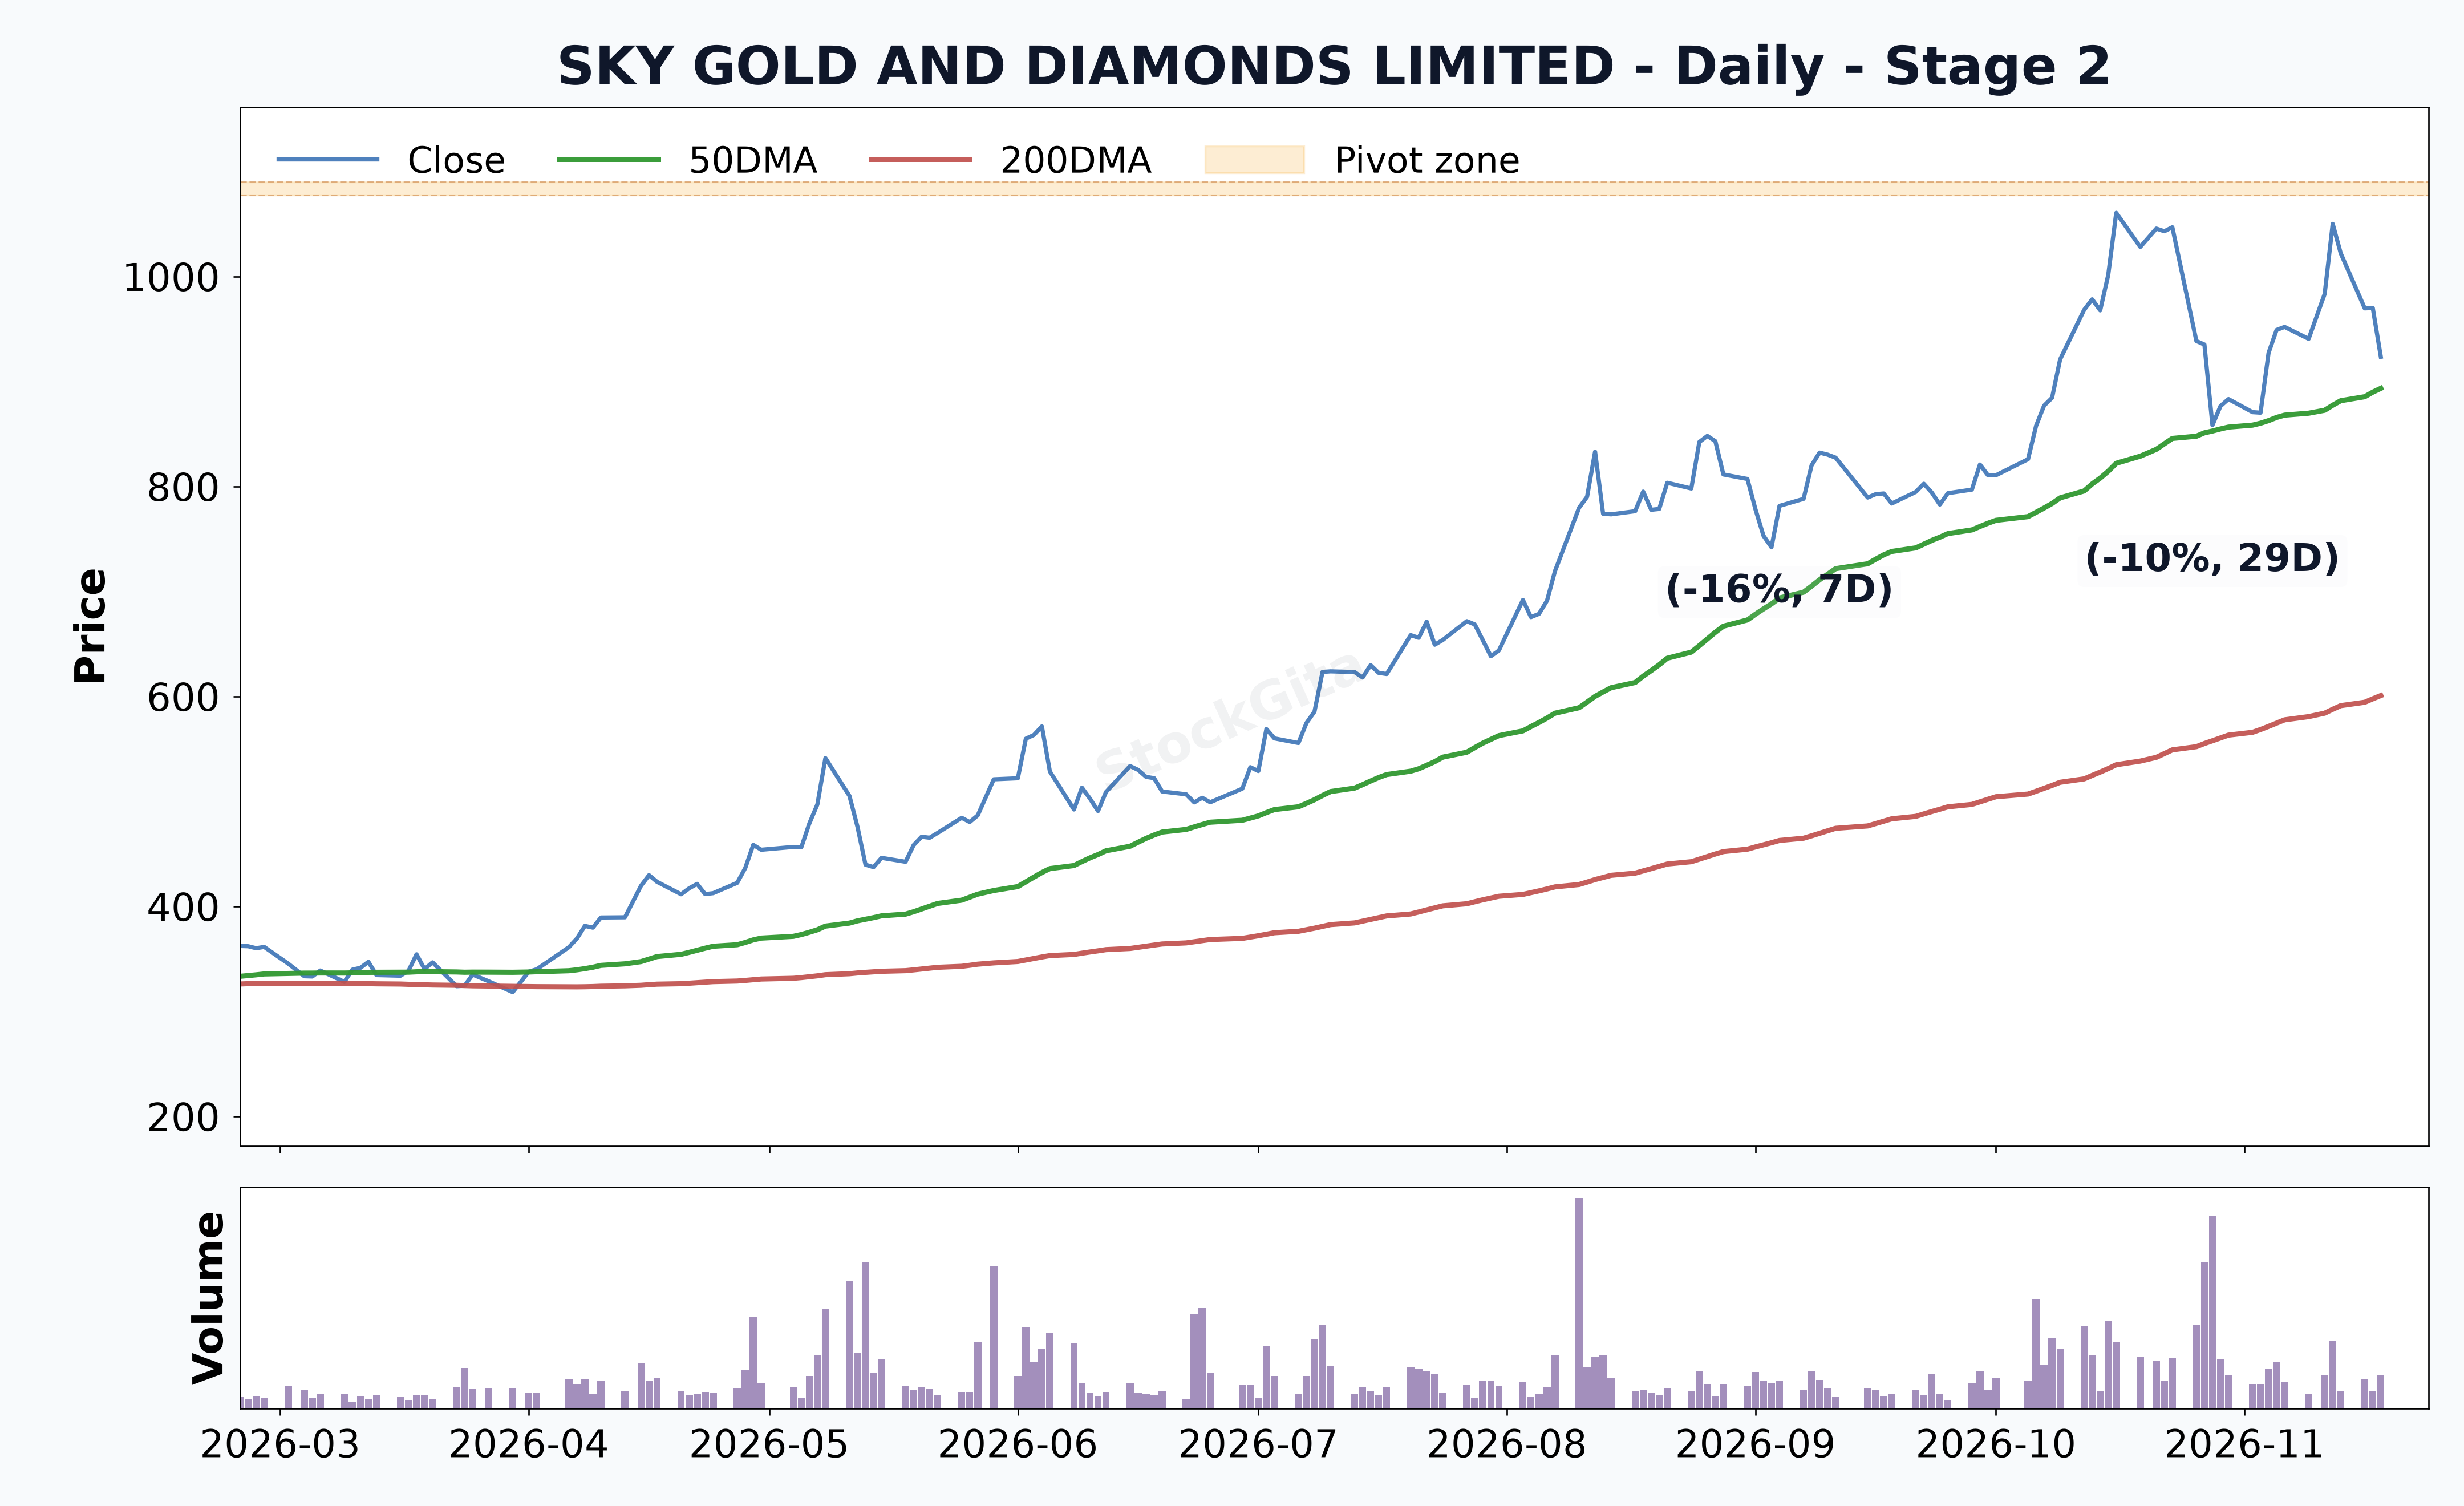 SKY GOLD AND DIAMONDS LIMITED - Daily - Stage 2
Close 50DMA 200DMA Pivot zone
1000
800
600
400
200
Price
(-16%, 7D)
(-10%, 29D)
StockGita
Volume
2026-03 2026-04 2026-05 2026-06 2026-07 2026-08 2026-09 2026-10 2026-11